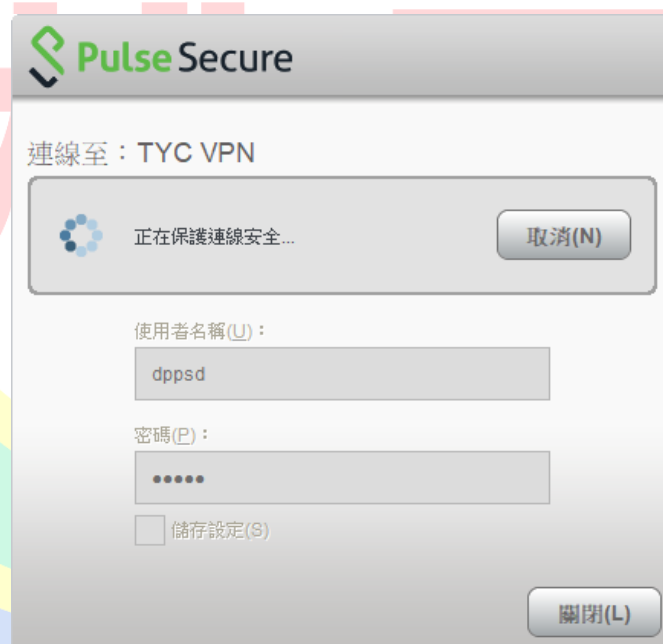 Pulse Secure
連線至：TYC VPN
正在保護連線安全...
取消(N)
使用者名稱(U)：
dppsd
密碼(P)：
•••••
儲存設定(S)
關閉(L)